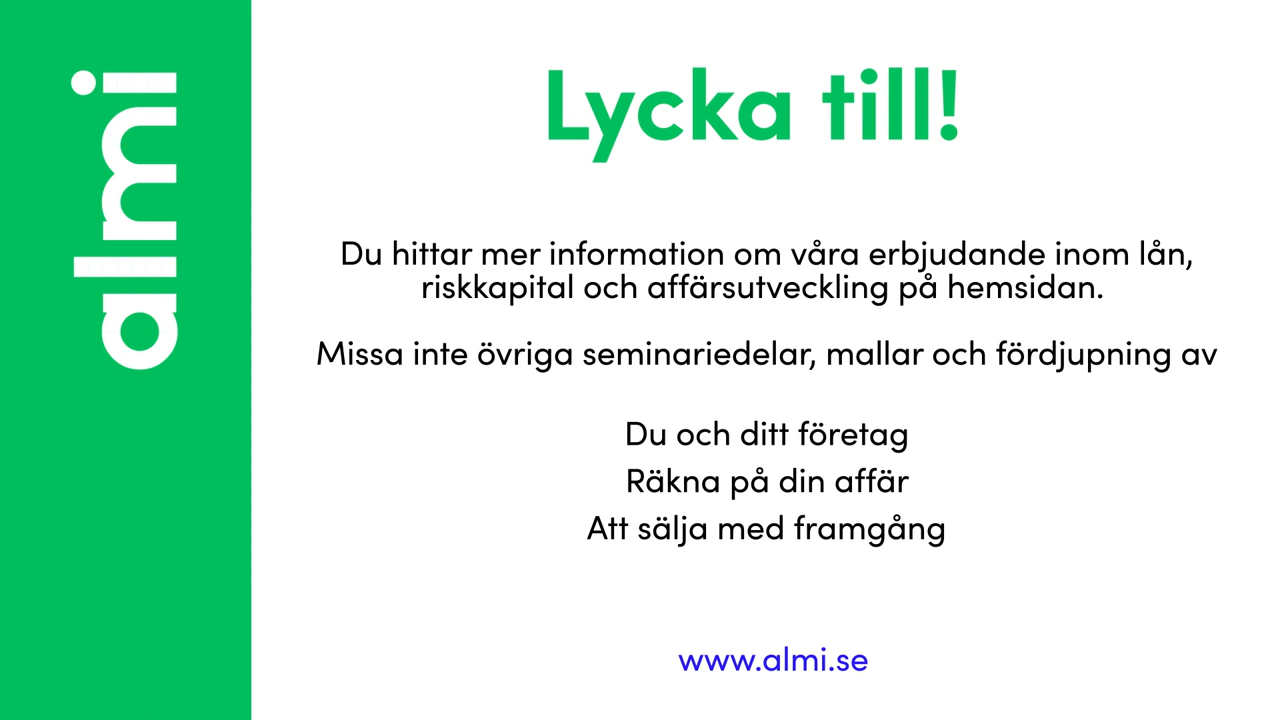 almi
Lycka till!
Du hittar mer information om våra erbjudande inom lån,
riskkapital och affärsutveckling på hemsidan.
Missa inte övriga seminariedelar, mallar och fördjupning av
Du och ditt företag
Räkna på din affär
Att sälja med framgång
www.almi.se